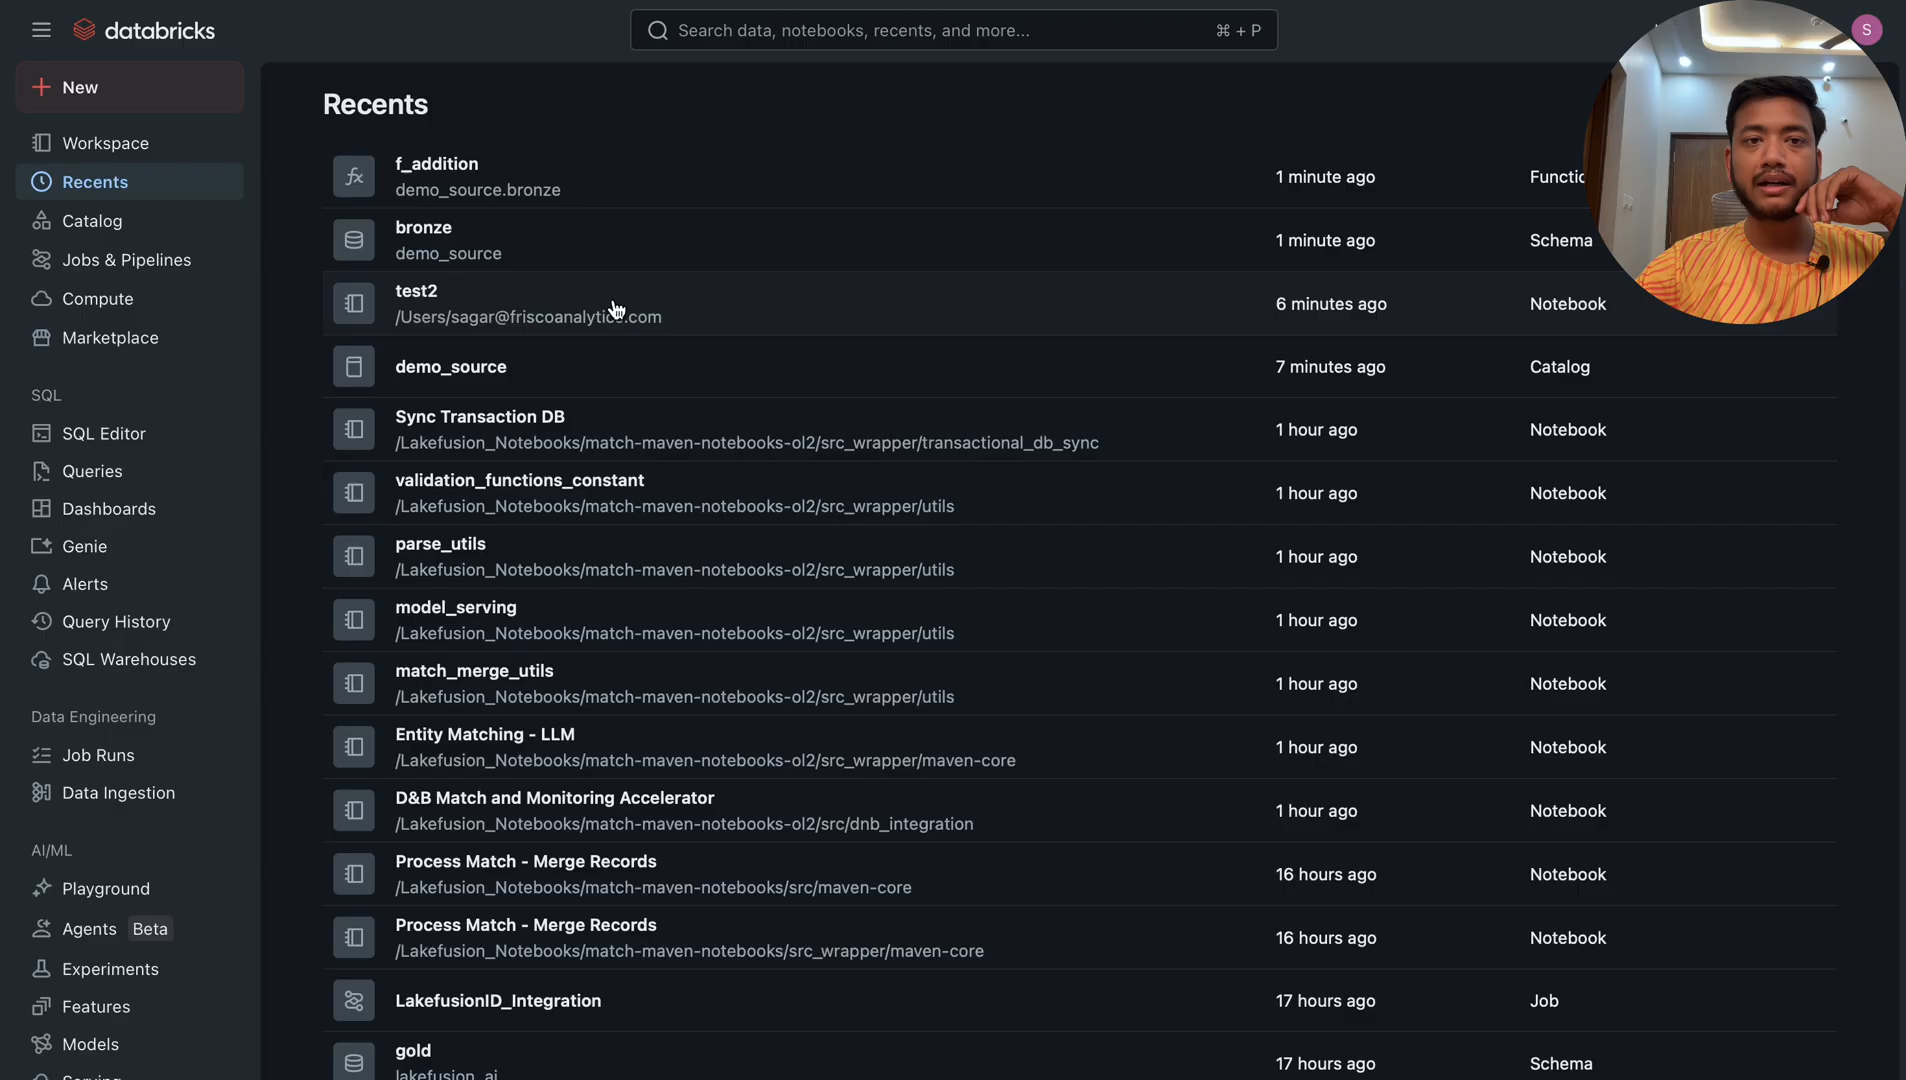 databricks
Search data, notebooks, recents, and more...
⌘ + P
S
New
Workspace
Recents
Catalog
Jobs & Pipelines
Compute
Marketplace
SQL
SQL Editor
Queries
Dashboards
Genie
Alerts
Query History
SQL Warehouses
Data Engineering
Job Runs
Data Ingestion
AI/ML
Playground
Agents Beta
Experiments
Features
Models
Recents
fx f_addition
demo_source.bronze
1 minute ago
bronze
demo_source
1 minute ago Schema
test2
/Users/sagar@friscoanalytics.com
6 minutes ago Notebook
demo_source 7 minutes ago Catalog
Sync Transaction DB
/Lakefusion_Notebooks/match-maven-notebooks-ol2/src_wrapper/transactional_db_sync
1 hour ago Notebook
validation_functions_constant
/Lakefusion_Notebooks/match-maven-notebooks-ol2/src_wrapper/utils
1 hour ago Notebook
parse_utils
/Lakefusion_Notebooks/match-maven-notebooks-ol2/src_wrapper/utils
1 hour ago Notebook
model_serving
/Lakefusion_Notebooks/match-maven-notebooks-ol2/src_wrapper/utils
1 hour ago Notebook
match_merge_utils
/Lakefusion_Notebooks/match-maven-notebooks-ol2/src_wrapper/utils
1 hour ago Notebook
Entity Matching - LLM
/Lakefusion_Notebooks/match-maven-notebooks-ol2/src_wrapper/maven-core
1 hour ago Notebook
D&B Match and Monitoring Accelerator
/Lakefusion_Notebooks/match-maven-notebooks-ol2/src/dnb_integration
1 hour ago Notebook
Process Match - Merge Records
/Lakefusion_Notebooks/match-maven-notebooks/src/maven-core
16 hours ago Notebook
Process Match - Merge Records
/Lakefusion_Notebooks/match-maven-notebooks/src_wrapper/maven-core
16 hours ago Notebook
LakefusionID_Integration 17 hours ago Job
gold
lakefusion_ai
17 hours ago Schema